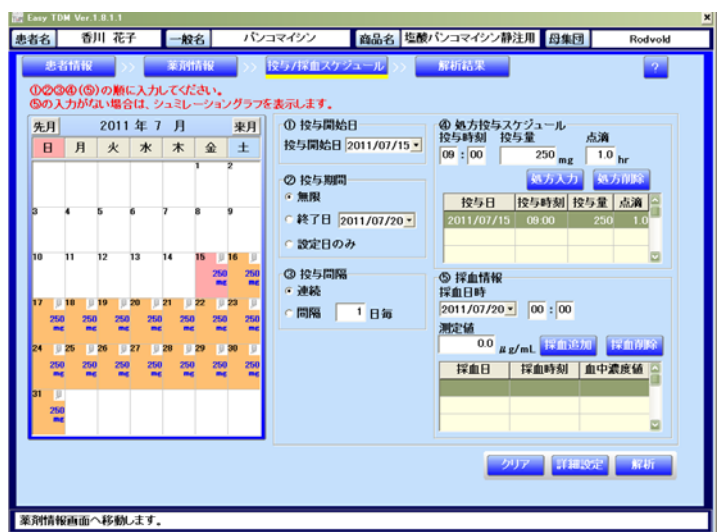 Easy TDM Ver.1.8.1.1
患者名 香川 花子 一般名 バンコマイシン 商品名 塩酸バンコマイシン静注用 母集団 Rodvold
患者情報 >> 薬剤情報 >> 投与/採血スケジュール >> 解析結果 ?
①②③④(⑤)の順に入力してください。
⑤の入力がない場合は、シュミレーショングラフを表示します。
先月 2011 年 7 月 来月
日 月 火 水 木 金 土
1 2
3 4 5 6 7 8 9
10 11 12 13 14 15 16
250 mg 250 mg
17 18 19 20 21 22 23
250 mg 250 mg 250 mg 250 mg 250 mg 250 mg 250 mg
24 25 26 27 28 29 30
250 mg 250 mg 250 mg 250 mg 250 mg 250 mg 250 mg
31
250 mg
① 投与開始日
投与開始日 2011/07/15
② 投与期間
無限
終了日 2011/07/20
設定日のみ
③ 投与間隔
連続
間隔 1 日毎
④ 処方投与スケジュール
投与時刻 投与量 点滴
09 : 00 250 mg 1.0 hr
処方入力 処方削除
投与日 投与時刻 投与量 点滴
2011/07/15 09:00 250 1.0
⑤ 採血情報
採血日時
2011/07/20 00 : 00
測定値
0.0 μg/mL 採血追加 採血削除
採血日 採血時刻 血中濃度値
クリア 詳細設定 解析
薬剤情報画面へ移動します。